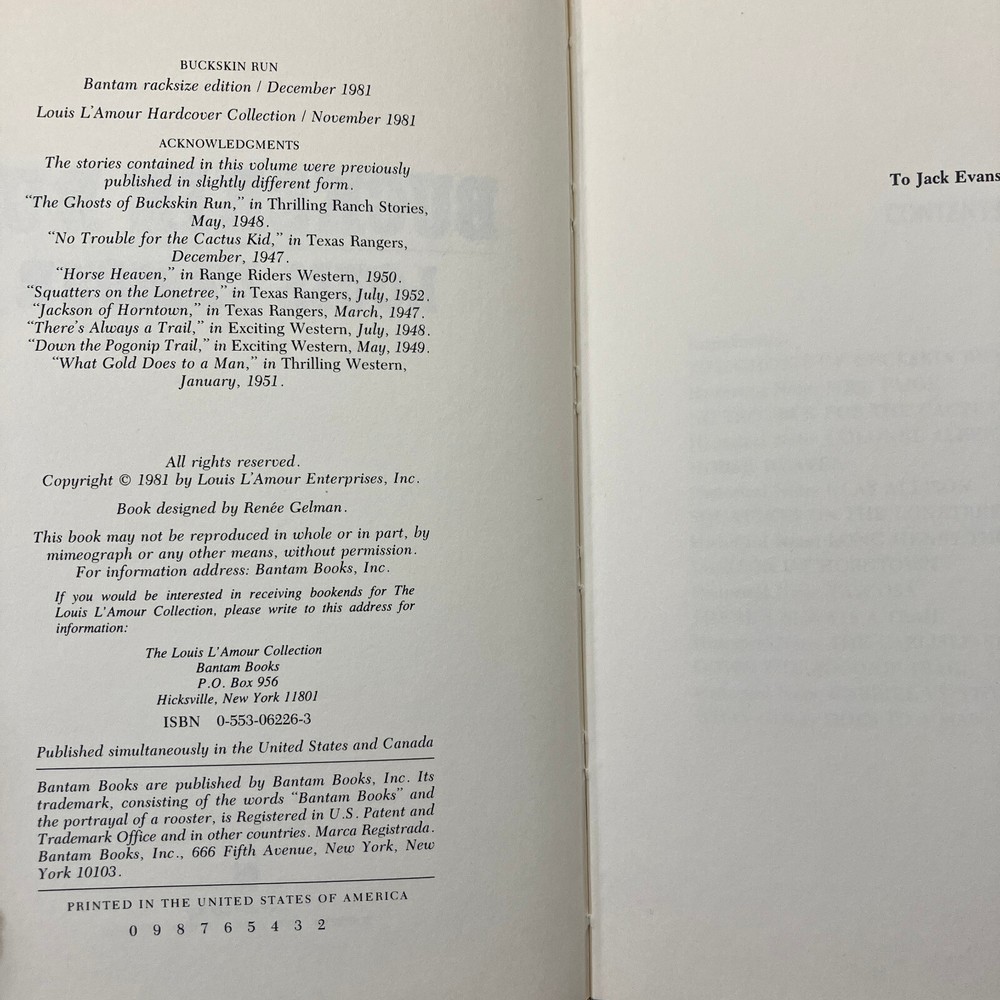 BUCKSKIN RUN
Bantam racksize edition / December 1981
Louis L'Amour Hardcover Collection / November 1981
ACKNOWLEDGMENTS
The stories contained in this volume were previously
published in slightly different form.
"The Ghosts of Buckskin Run," in Thrilling Ranch Stories,
May, 1948.
"No Trouble for the Cactus Kid," in Texas Rangers,
December, 1947.
"Horse Heaven," in Range Riders Western, 1950.
"Squatters on the Lonetree," in Texas Rangers, July, 1952.
"Jackson of Horntown," in Texas Rangers, March, 1947.
"There's Always a Trail," in Exciting Western, July, 1948.
"Down the Pogonip Trail," in Exciting Western, May, 1949.
"What Gold Does to a Man," in Thrilling Western,
January, 1951.
All rights reserved.
Copyright © 1981 by Louis L'Amour Enterprises, Inc.
Book designed by Renée Gelman.
This book may not be reproduced in whole or in part, by
mimeograph or any other means, without permission.
For information address: Bantam Books, Inc.
If you would be interested in receiving bookends for The
Louis L'Amour Collection, please write to this address for
information:
The Louis L'Amour Collection
Bantam Books
P.O. Box 956
Hicksville, New York 11801
ISBN 0-553-06226-3
Published simultaneously in the United States and Canada
Bantam Books are published by Bantam Books, Inc. Its
trademark, consisting of the words "Bantam Books" and
the portrayal of a rooster, is Registered in U.S. Patent and
Trademark Office and in other countries. Marca Registrada.
Bantam Books, Inc., 666 Fifth Avenue, New York, New
York 10103.
PRINTED IN THE UNITED STATES OF AMERICA
0 9 8 7 6 5 4 3 2
To Jack Evans